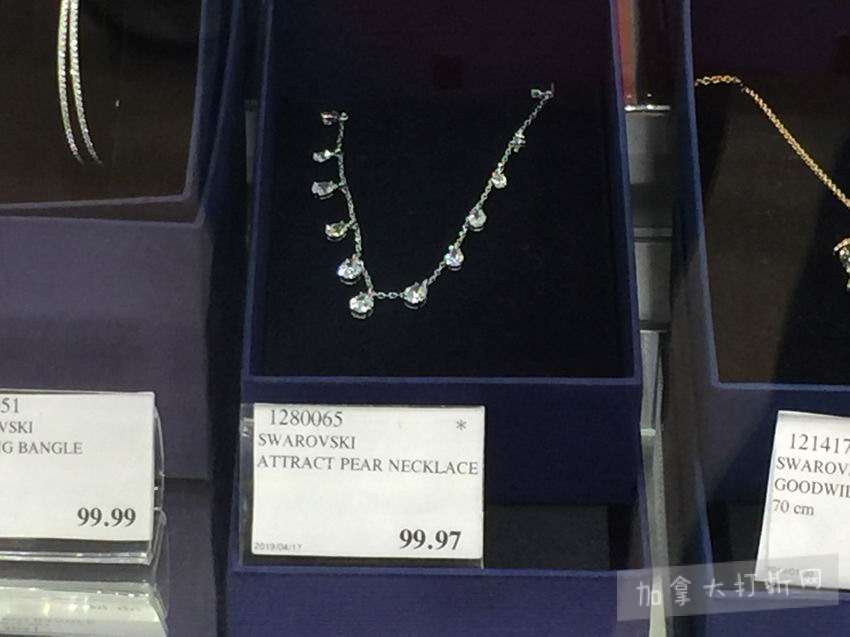 51
VSKI
G BANGLE
99.99
1280065 *
SWAROVSKI
ATTRACT PEAR NECKLACE
2019/04/17
99.97
121417
SWAROV
GOODWIL
70 cm
加拿大打折网